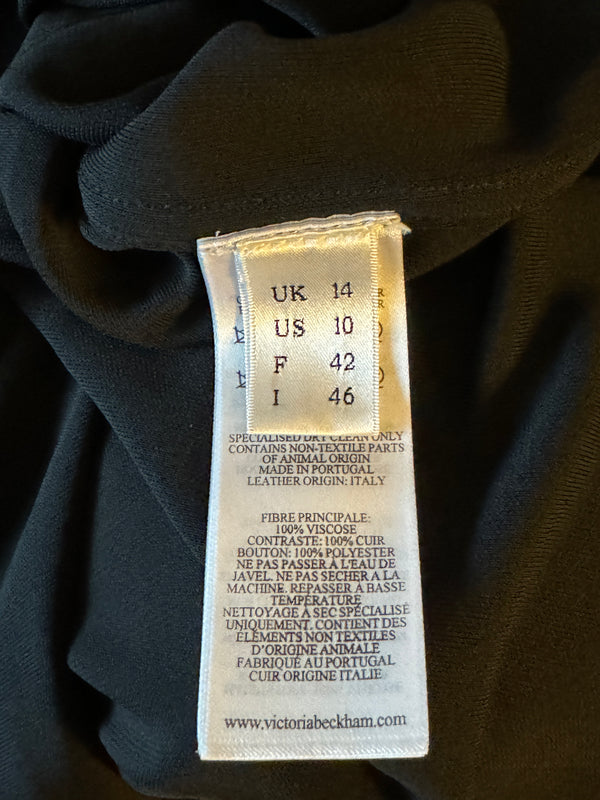 UK 14
US 10
F 42
I 46
SPECIALISED DRY CLEAN ONLY
CONTAINS NON-TEXTILE PARTS
OF ANIMAL ORIGIN
MADE IN PORTUGAL
LEATHER ORIGIN: ITALY
FIBRE PRINCIPALE:
100% VISCOSE
CONTRASTE: 100% CUIR
BOUTON: 100% POLYESTER
NE PAS PASSER À L'EAU DE
JAVEL. NE PAS SECHER A LA
MACHINE. REPASSER À BASSE
TEMPÉRATURE
NETTOYAGE À SEC SPÉCIALISÉ
UNIQUEMENT. CONTIENT DES
ÉLÉMENTS NON TEXTILES
D'ORIGINE ANIMALE
FABRIQUÉ AU PORTUGAL
CUIR ORIGINE ITALIE
www.victoriabeckham.com